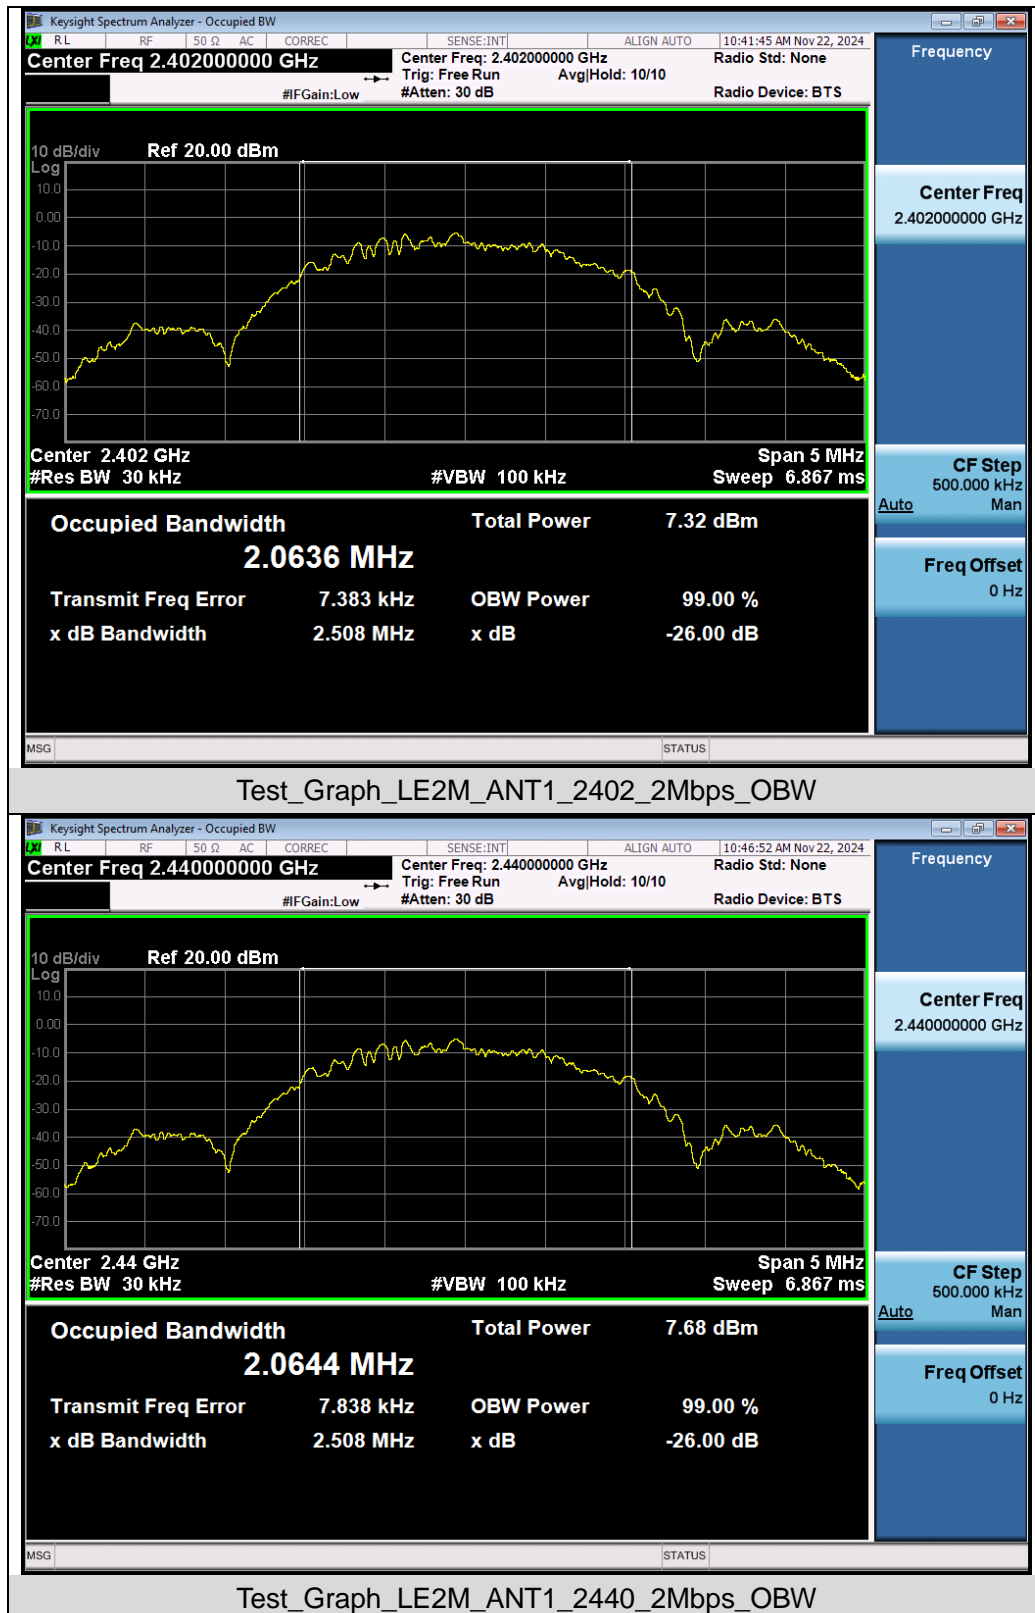 Keysight Spectrum Analyzer - Occupied BW
LXI RL RF 50 Ω AC CORREC SENSE:INT ALIGN AUTO 10:41:45 AM Nov 22, 2024
Center Freq 2.402000000 GHz
Center Freq: 2.402000000 GHz
Radio Std: None
Trig: Free Run Avg|Hold: 10/10
#IFGain:Low
#Atten: 30 dB
Radio Device: BTS
Frequency
10 dB/div Ref 20.00 dBm
Log
10.0
0.00
-10.0
-20.0
-30.0
-40.0
-50.0
-60.0
-70.0
Center Freq
2.402000000 GHz
Center 2.402 GHz
Span 5 MHz
#Res BW 30 kHz
#VBW 100 kHz
Sweep 6.867 ms
CF Step
500.000 kHz
Auto Man
Freq Offset
0 Hz
Occupied Bandwidth
Total Power 7.32 dBm
2.0636 MHz
Transmit Freq Error 7.383 kHz OBW Power 99.00 %
x dB Bandwidth 2.508 MHz x dB -26.00 dB
MSG STATUS
Test_Graph_LE2M_ANT1_2402_2Mbps_OBW
Keysight Spectrum Analyzer - Occupied BW
LXI RL RF 50 Ω AC CORREC SENSE:INT ALIGN AUTO 10:46:52 AM Nov 22, 2024
Center Freq 2.440000000 GHz
Center Freq: 2.440000000 GHz
Radio Std: None
Trig: Free Run Avg|Hold: 10/10
#IFGain:Low
#Atten: 30 dB
Radio Device: BTS
Frequency
10 dB/div Ref 20.00 dBm
Log
10.0
0.00
-10.0
-20.0
-30.0
-40.0
-50.0
-60.0
-70.0
Center Freq
2.440000000 GHz
Center 2.44 GHz
Span 5 MHz
#Res BW 30 kHz
#VBW 100 kHz
Sweep 6.867 ms
CF Step
500.000 kHz
Auto Man
Freq Offset
0 Hz
Occupied Bandwidth
Total Power 7.68 dBm
2.0644 MHz
Transmit Freq Error 7.838 kHz OBW Power 99.00 %
x dB Bandwidth 2.508 MHz x dB -26.00 dB
MSG STATUS
Test_Graph_LE2M_ANT1_2440_2Mbps_OBW